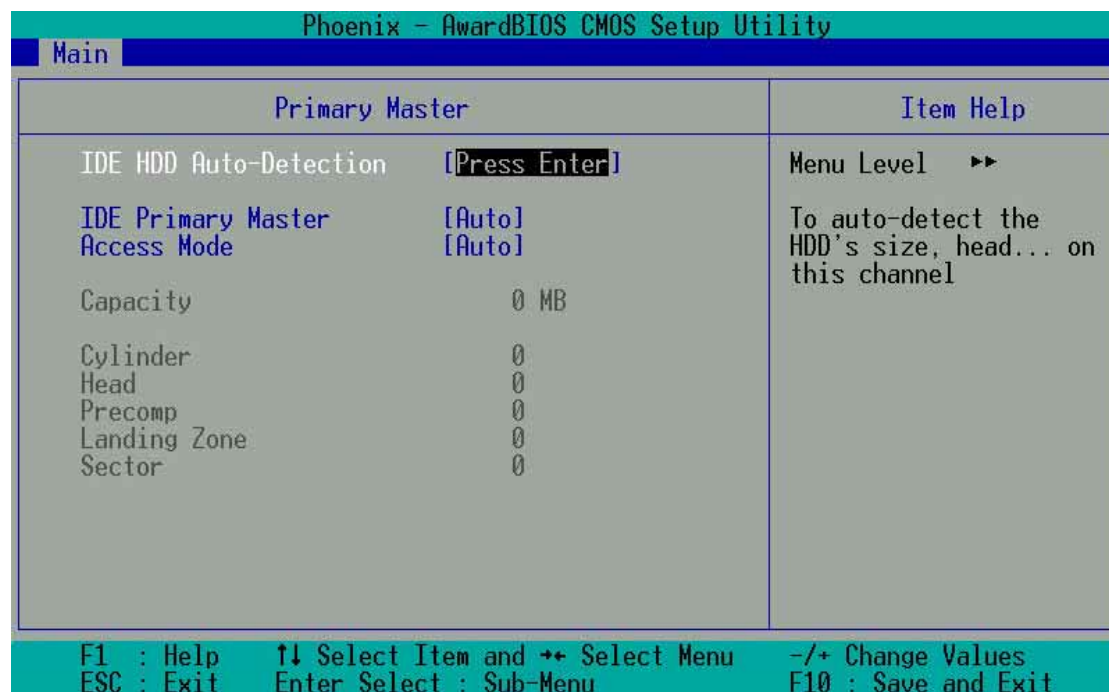 Phoenix - AwardBIOS CMOS Setup Utility
Main
Primary Master
Item Help
IDE HDD Auto-Detection [Press Enter]
IDE Primary Master [Auto]
Access Mode [Auto]
Capacity 0 MB
Cylinder 0
Head 0
Precomp 0
Landing Zone 0
Sector 0
Menu Level ▸▸
To auto-detect the
HDD's size, head... on
this channel
F1 : Help ↑↓ Select Item and →← Select Menu -/+ Change Values
ESC : Exit Enter Select : Sub-Menu F10 : Save and Exit